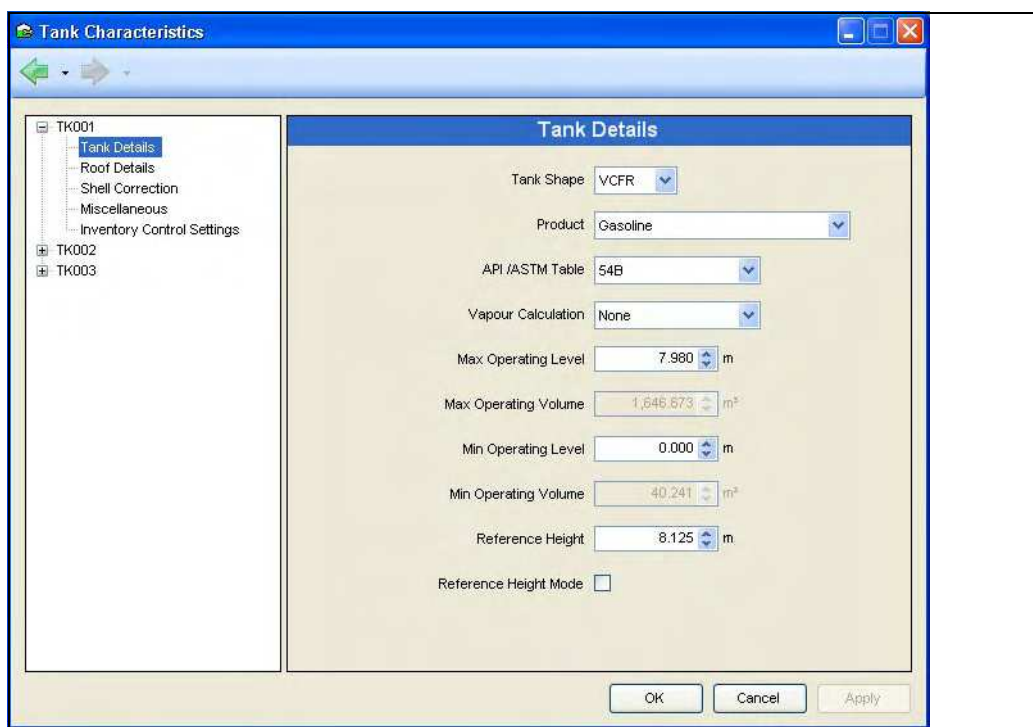 Tank Characteristics
TK001
Tank Details
Roof Details
Shell Correction
Miscellaneous
Inventory Control Settings
TK002
TK003
Tank Details
Tank Shape VCFR
Product Gasoline
API /ASTM Table 54B
Vapour Calculation None
Max Operating Level 7.980 m
Max Operating Volume 1,646.673 m³
Min Operating Level 0.000 m
Min Operating Volume 40.241 m³
Reference Height 8.125 m
Reference Height Mode
OK Cancel Apply